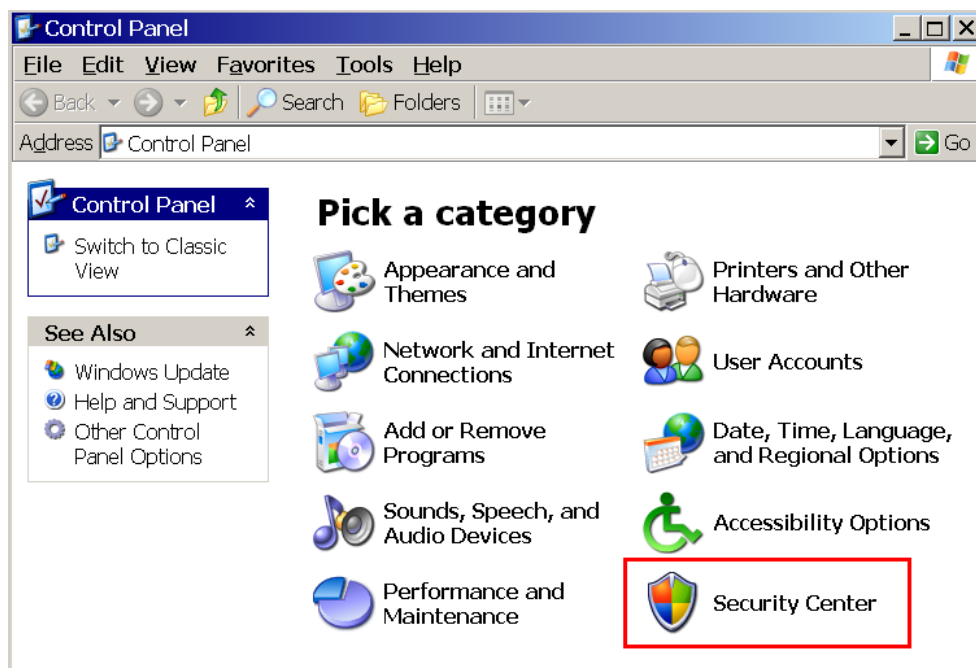 Control Panel
File Edit View Favorites Tools Help
Back Search Folders
Address Control Panel Go
Control Panel
Switch to Classic
View
See Also
Windows Update
Help and Support
Other Control
Panel Options
Pick a category
Appearance and
Themes
Printers and Other
Hardware
Network and Internet
Connections
User Accounts
Add or Remove
Programs
Date, Time, Language,
and Regional Options
Sounds, Speech, and
Audio Devices
Accessibility Options
Performance and
Maintenance
Security Center